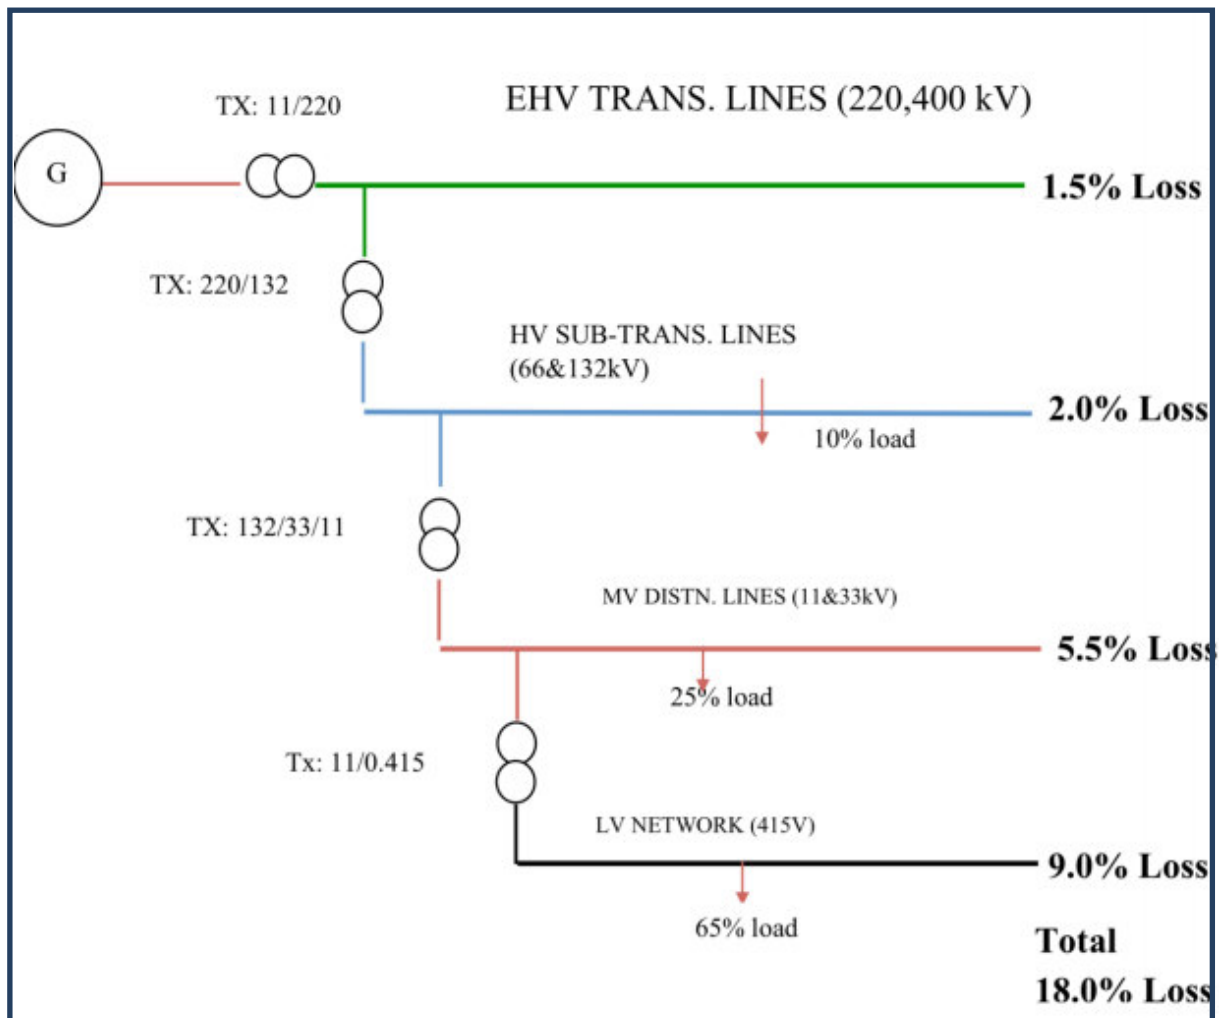 TX: 11/220
EHV TRANS. LINES (220,400 kV)
G
1.5% Loss
TX: 220/132
HV SUB-TRANS. LINES
(66&132kV)
2.0% Loss
10% load
TX: 132/33/11
MV DISTN. LINES (11&33kV)
5.5% Loss
25% load
Tx: 11/0.415
LV NETWORK (415V)
9.0% Loss
65% load
Total
18.0% Loss